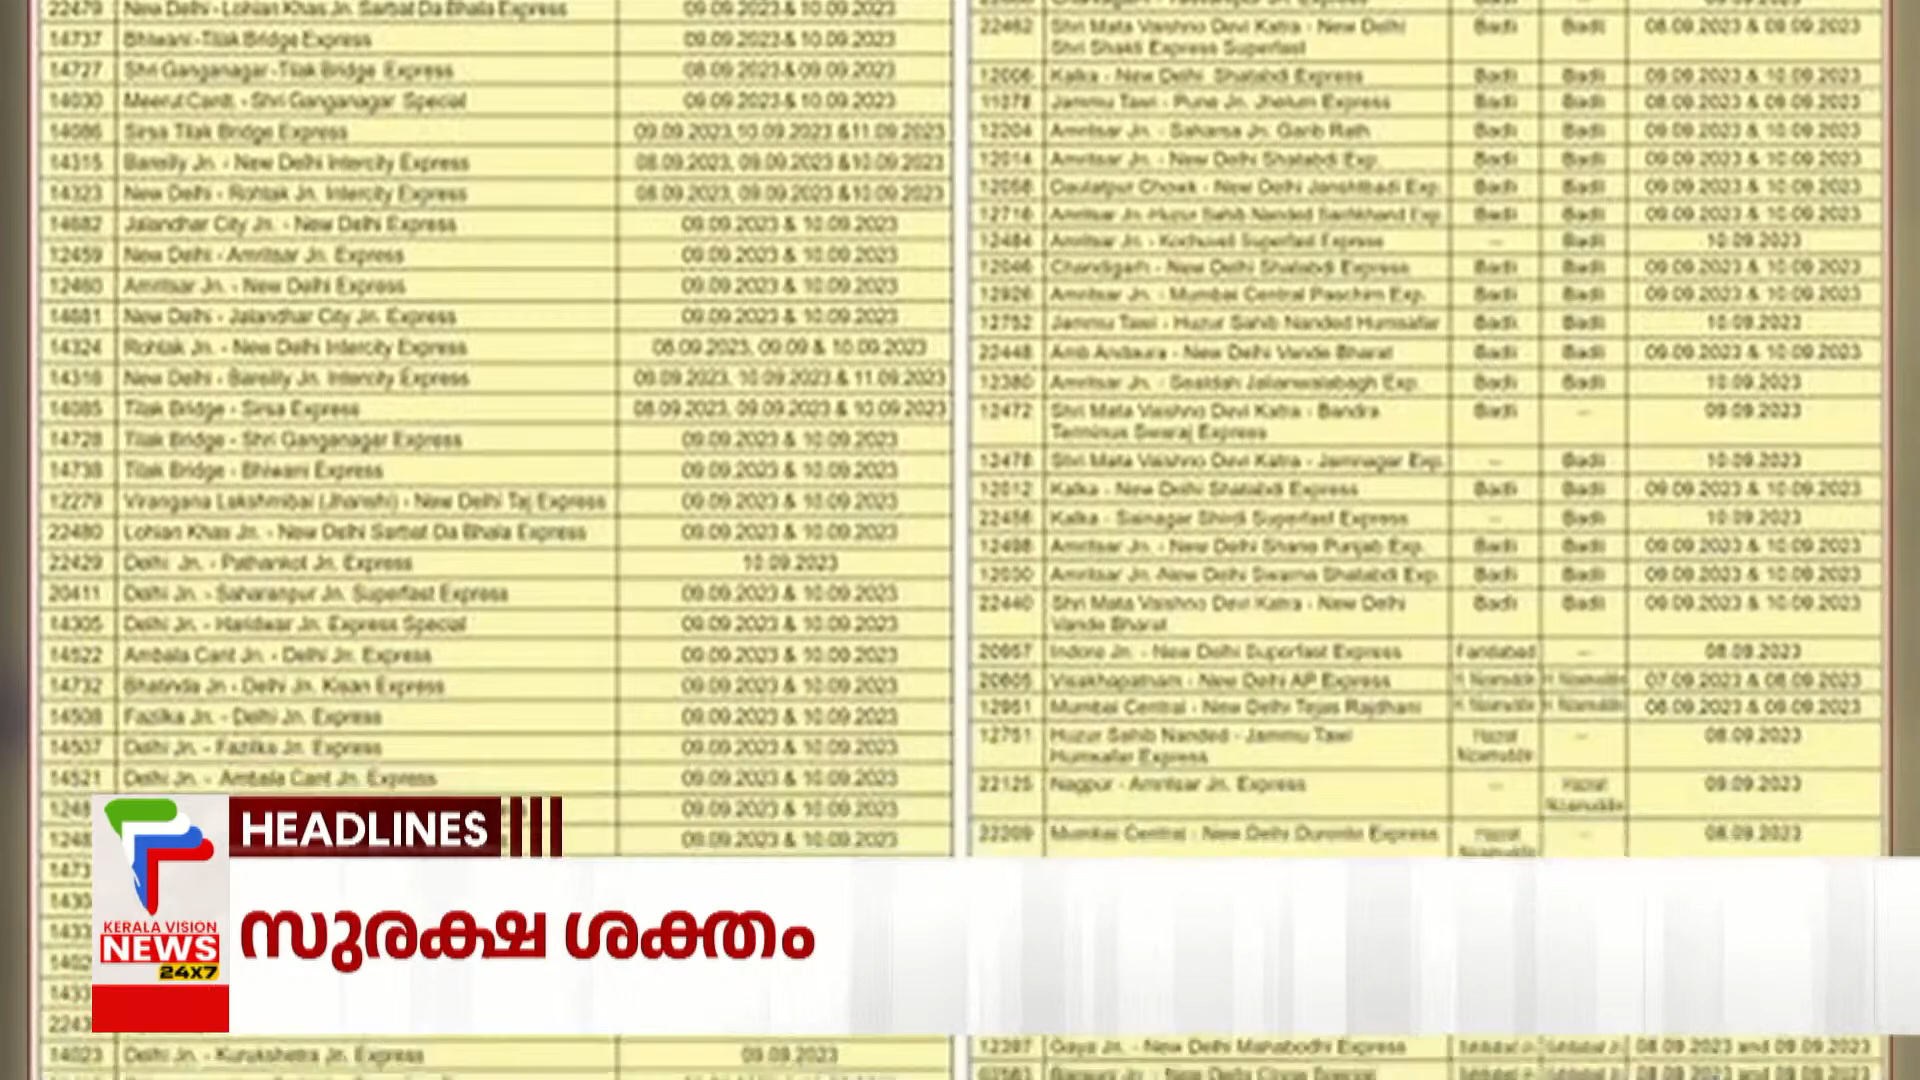 22479 New Delhi - Lohian Khas Jn. Sarbat Da Bhala Express 09.09.2023 & 10.09.2023
14737 Bhiwani-Tilak Bridge Express 09.09.2023 & 10.09.2023
14727 Shri Ganganagar -Tilak Bridge Express 08.09.2023 & 09.09.2023
14030 Meerut Cantt. - Shri Ganganagar Special 09.09.2023 & 10.09.2023
14086 Sirsa Tilak Bridge Express 09.09.2023, 10.09.2023 & 11.09.2023
14315 Bareilly Jn. - New Delhi Intercity Express 08.09.2023, 09.09.2023 & 10.09.2023
14323 New Delhi - Rohtak Jn. Intercity Express 08.09.2023, 09.09.2023 & 10.09.2023
14682 Jalandhar City Jn. - New Delhi Express 09.09.2023 & 10.09.2023
12459 New Delhi - Amritsar Jn. Express 09.09.2023 & 10.09.2023
12460 Amritsar Jn. - New Delhi Express 09.09.2023 & 10.09.2023
14681 New Delhi - Jalandhar City Jn. Express 09.09.2023 & 10.09.2023
14324 Rohtak Jn. - New Delhi Intercity Express 08.09.2023, 09.09 & 10.09.2023
14316 New Delhi - Bareilly Jn. Intercity Express 09.09.2023, 10.09.2023 & 11.09.2023
14085 Tilak Bridge - Sirsa Express 08.09.2023, 09.09.2023 & 10.09.2023
14728 Tilak Bridge - Shri Ganganagar Express 09.09.2023 & 10.09.2023
14738 Tilak Bridge - Bhiwani Express 09.09.2023 & 10.09.2023
12279 Virangana Lakshmibai (Jhanshi) - New Delhi Taj Express 09.09.2023 & 10.09.2023
22480 Lohian Khas Jn. - New Delhi Sarbat Da Bhala Express 09.09.2023 & 10.09.2023
22429 Delhi Jn. - Pathankot Jn. Express 10.09.2023
20411 Delhi Jn. - Saharanpur Jn. Superfast Express 09.09.2023 & 10.09.2023
14305 Delhi Jn. - Haridwar Jn. Express Special 09.09.2023 & 10.09.2023
14522 Ambala Cant Jn. - Delhi Jn. Express 09.09.2023 & 10.09.2023
14732 Bhatinda Jn - Delhi Jn. Kisan Express 09.09.2023 & 10.09.2023
14508 Fazilka Jn. - Delhi Jn. Express 09.09.2023 & 10.09.2023
14507 Delhi Jn. - Fazilka Jn. Express 09.09.2023 & 10.09.2023
14521 Delhi Jn. - Ambala Cant Jn. Express 09.09.2023 & 10.09.2023
09.09.2023 & 10.09.2023
09.09.2023 & 10.09.2023
14023 Delhi Jn. - Kurukshetra Jn. Express 09.09.2023
22462 Shri Mata Vaishno Devi Katra - New Delhi Badli Badli 08.09.2023 & 09.09.2023
Shri Shakti Express Superfast
12006 Kalka - New Delhi Shatabdi Express Badli Badli 09.09.2023 & 10.09.2023
11078 Jammu Tawi - Pune Jn. Jhelum Express Badli Badli 08.09.2023 & 09.09.2023
12204 Amritsar Jn. - Saharsa Jn. Garib Rath Badli Badli 09.09.2023 & 10.09.2023
12014 Amritsar Jn. - New Delhi Shatabdi Exp. Badli Badli 09.09.2023 & 10.09.2023
12058 Daulatpur Chowk - New Delhi Janshtbadi Exp. Badli Badli 09.09.2023 & 10.09.2023
12716 Amritsar Jn.-Huzur Sahib Nanded Sachkhand Exp. Badli Badli 09.09.2023 & 10.09.2023
12484 Amritsar Jn. - Kochuveli Superfast Express -- Badli 10.09.2023
12046 Chandigarh - New Delhi Shatabdi Express Badli Badli 09.09.2023 & 10.09.2023
12926 Amritsar Jn. - Mumbai Central Paschim Exp. Badli Badli 09.09.2023 & 10.09.2023
12752 Jammu Tawi - Huzur Sahib Nanded Humsafar Badli Badli 10.09.2023
22448 Amb Andaura - New Delhi Vande Bharat Badli Badli 09.09.2023 & 10.09.2023
12380 Amritsar Jn. - Sealdah Jalianwalabagh Exp. Badli Badli 10.09.2023
12472 Shri Mata Vaishno Devi Katra - Bandra Badli -- 09.09.2023
Terminus Swaraj Express
12478 Shri Mata Vaishno Devi Katra - Jamnagar Exp. -- Badli 10.09.2023
12012 Kalka - New Delhi Shatabdi Express Badli Badli 09.09.2023 & 10.09.2023
22456 Kalka - Sainagar Shirdi Superfast Express -- Badli 10.09.2023
12498 Amritsar Jn. - New Delhi Shane Punjab Exp. Badli Badli 09.09.2023 & 10.09.2023
12030 Amritsar Jn.-New Delhi Swarna Shatabdi Exp. Badli Badli 09.09.2023 & 10.09.2023
22440 Shri Mata Vaishno Devi Katra - New Delhi Badli Badli 09.09.2023 & 10.09.2023
Vande Bharat
20957 Indore Jn. - New Delhi Superfast Express Faridabad -- 08.09.2023
20805 Visakhapatnam - New Delhi AP Express 07.09.2023 & 08.09.2023
12951 Mumbai Central - New Delhi Tejas Rajdhani 08.09.2023 & 09.09.2023
12751 Huzur Sahib Nanded - Jammu Tawi Hazrat -- 08.09.2023
Humsafar Express Nizamuddin
22125 Nagpur - Amritsar Jn. Express -- Hazrat 09.09.2023
Nizamuddin
22209 Mumbai Central - New Delhi Duronto Express Hazrat -- 08.09.2023
12397 Gaya Jn. - New Delhi Mahabodhi Express 08.09.2023 and 09.09.2023
HEADLINES
KERALA VISION
NEWS
24X7
സുരക്ഷ ശക്തം